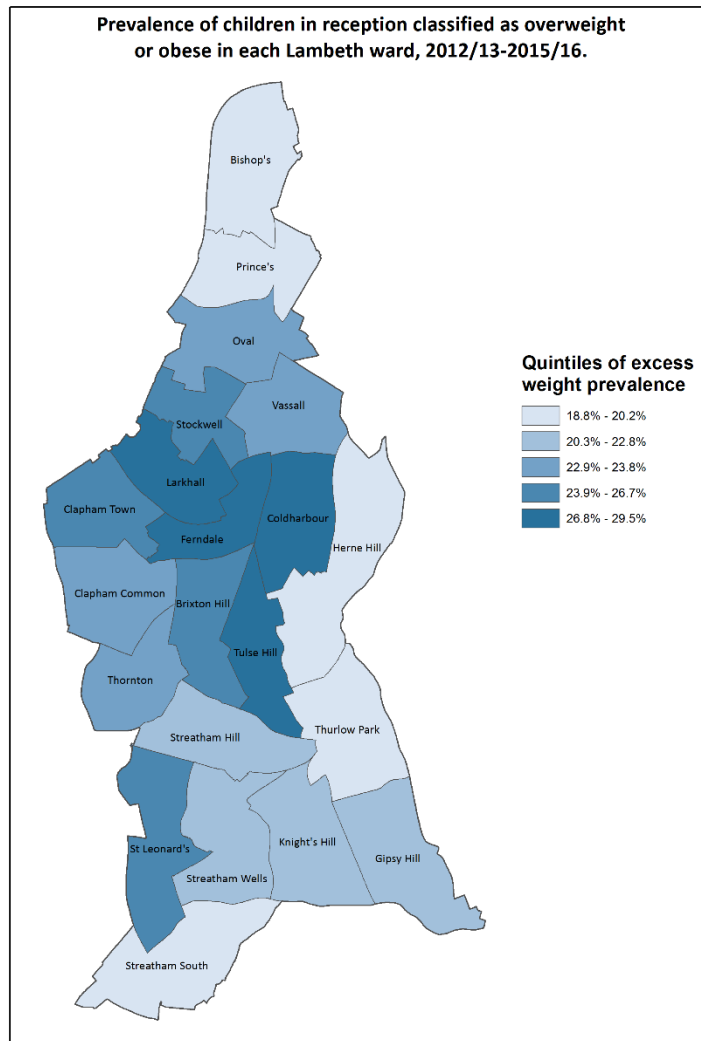 Prevalence of children in reception classified as overweight
or obese in each Lambeth ward, 2012/13-2015/16.
Bishop's
Prince's
Oval
Vassall
Stockwell
Larkhall
Clapham Town
Coldharbour
Ferndale
Herne Hill
Clapham Common
Brixton Hill
Tulse Hill
Thornton
Thurlow Park
Streatham Hill
Knight's Hill
St Leonard's
Gipsy Hill
Streatham Wells
Streatham South
Quintiles of excess
weight prevalence
18.8% - 20.2%
20.3% - 22.8%
22.9% - 23.8%
23.9% - 26.7%
26.8% - 29.5%